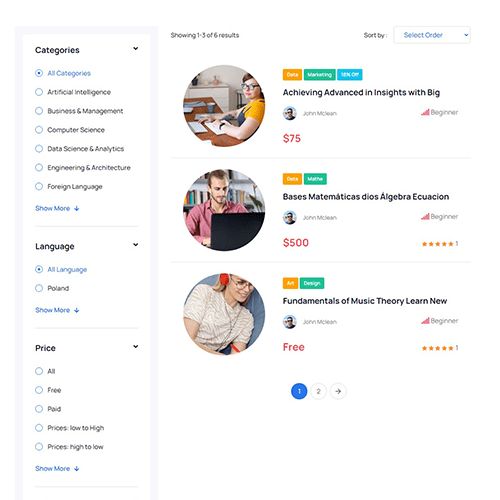 Categories
All Categories
Artificial Intelligence
Business & Management
Computer Science
Data Science & Analytics
Engineering & Architecture
Foreign Language
Show More
Language
All Language
Poland
Show More
Price
All
Free
Paid
Prices: low to High
Prices: high to low
Show More
Showing 1-3 of 6 results
Sort by :
Select Order
Data Marketing 18% Off
Achieving Advanced in Insights with Big
John Mclean
Beginner
$75
Data Maths
Bases Matemáticas dios Álgebra Ecuacion
John Mclean
Beginner
$500
1
Art Design
Fundamentals of Music Theory Learn New
John Mclean
Beginner
Free
1
1 2